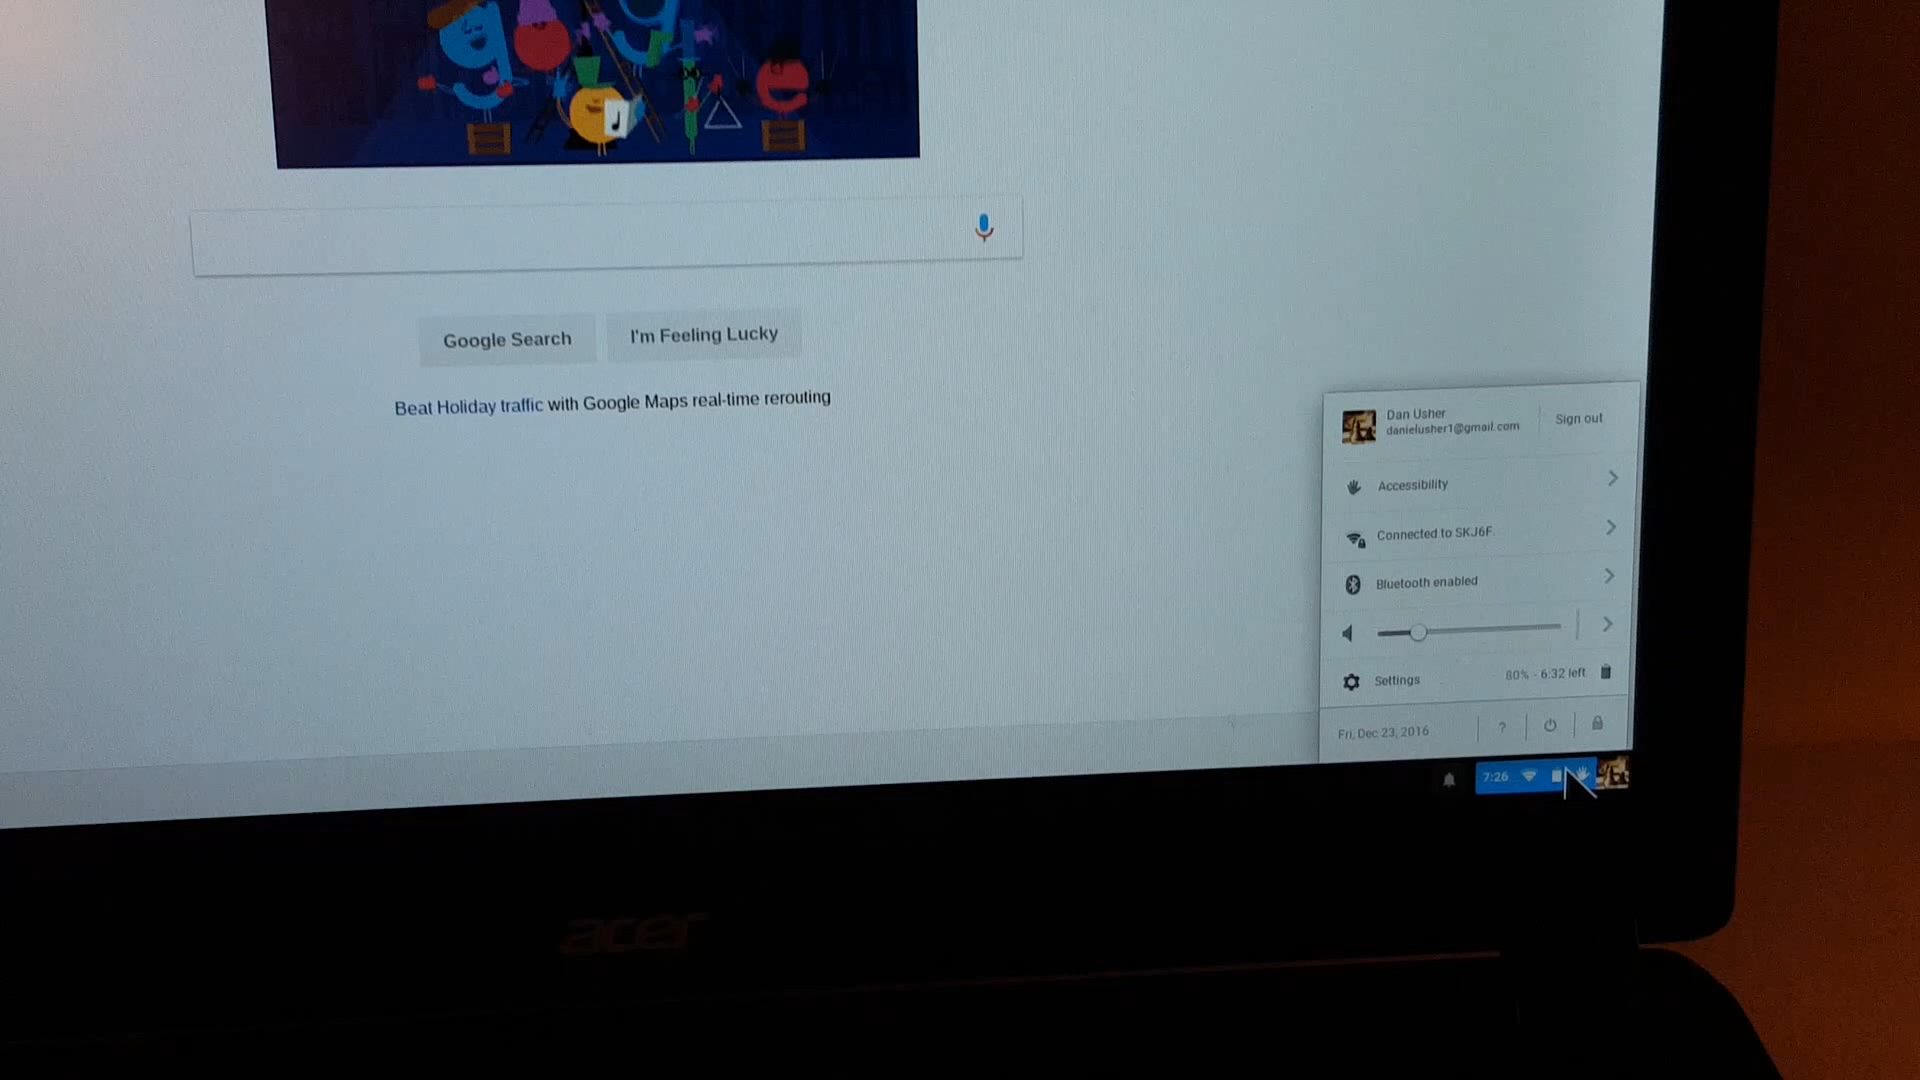 Google Search
I'm Feeling Lucky
Beat Holiday traffic with Google Maps real-time rerouting
Dan Usher
danielusher1@gmail.com
Sign out
Accessibility
Connected to SKJ6F.
Bluetooth enabled
Settings
80% - 6:32 left
Fri, Dec 23, 2016
?
7:26
acer